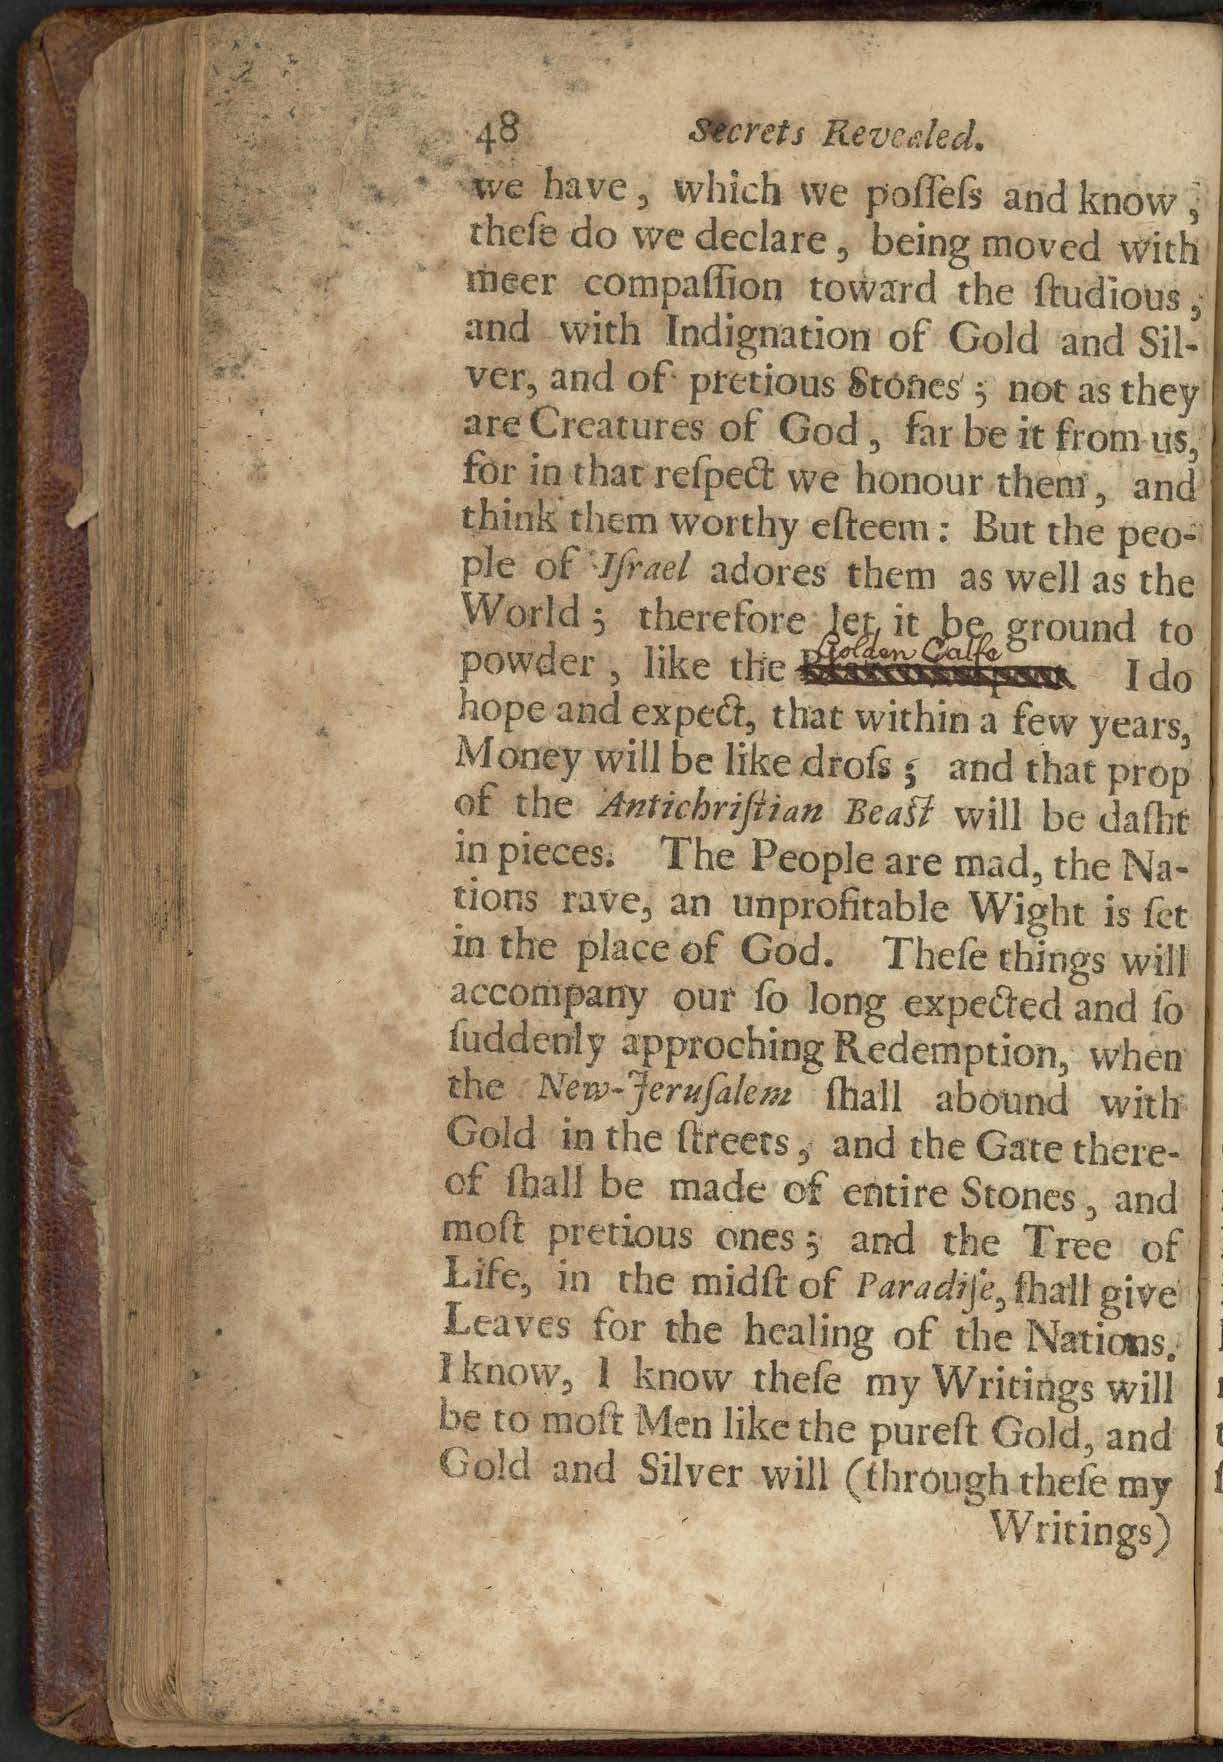 48 Secrets Revealed.
we have, which we poſſeſs and know,
theſe do we declare, being moved with
meer compaſſion toward the ſtudious,
and with Indignation of Gold and Sil-
ver, and of pretious Stones; not as they
are Creatures of God, far be it from us,
for in that reſpect we honour them, and
think them worthy eſteem: But the peo-
ple of Iſrael adores them as well as the
World; therefore let it be ground to
Golden Calfe
powder, like the I do
hope and expect, that within a few years,
Money will be like droſs; and that prop
of the Antichriſtian Beaſt will be daſht
in pieces. The People are mad, the Na-
tions rave, an unprofitable Wight is ſet
in the place of God. Theſe things will
accompany our ſo long expected and ſo
ſuddenly approching Redemption, when
the New-Jeruſalem ſhall abound with
Gold in the ſtreets, and the Gate there-
of ſhall be made of entire Stones, and
moſt pretious ones; and the Tree of
Life, in the midſt of Paradiſe, ſhall give
Leaves for the healing of the Nations.
I know, I know theſe my Writings will
be to moſt Men like the pureſt Gold, and
Gold and Silver will (through theſe my
Writings)